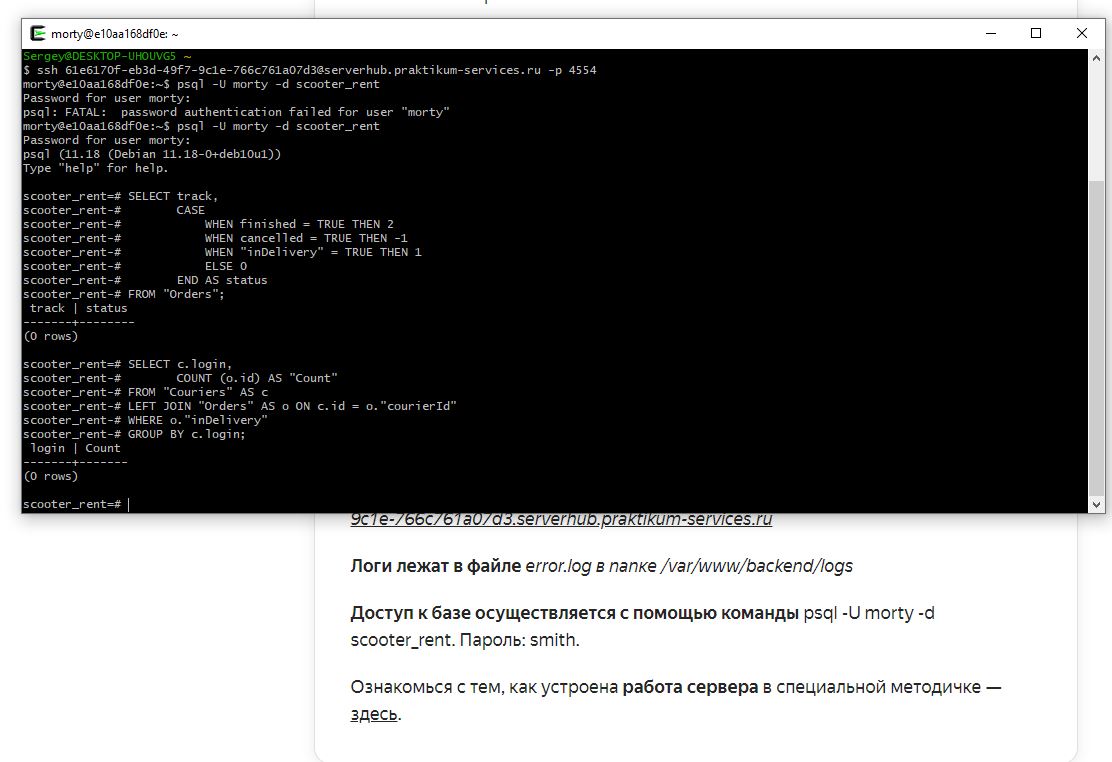 morty@e10aa168df0e: ~
Sergey@DESKTOP-UHOUVG5 ~
$ ssh 61e6170f-eb3d-49f7-9c1e-766c761a07d3@serverhub.praktikum-services.ru -p 4554
morty@e10aa168df0e:~$ psql -U morty -d scooter_rent
Password for user morty:
psql: FATAL:  password authentication failed for user "morty"
morty@e10aa168df0e:~$ psql -U morty -d scooter_rent
Password for user morty:
psql (11.18 (Debian 11.18-0+deb10u1))
Type "help" for help.
scooter_rent=# SELECT track,
scooter_rent-#        CASE
scooter_rent-#            WHEN finished = TRUE THEN 2
scooter_rent-#            WHEN cancelled = TRUE THEN -1
scooter_rent-#            WHEN "inDelivery" = TRUE THEN 1
scooter_rent-#            ELSE 0
scooter_rent-#        END AS status
scooter_rent-# FROM "Orders";
 track | status
-------+--------
(0 rows)
scooter_rent=# SELECT c.login,
scooter_rent-#        COUNT (o.id) AS "Count"
scooter_rent-# FROM "Couriers" AS c
scooter_rent-# LEFT JOIN "Orders" AS o ON c.id = o."courierId"
scooter_rent-# WHERE o."inDelivery"
scooter_rent-# GROUP BY c.login;
 login | Count
-------+-------
(0 rows)
scooter_rent=#
9c1e-766c761a07d3.serverhub.praktikum-services.ru
Логи лежат в файле error.log в папке /var/www/backend/logs
Доступ к базе осуществляется с помощью команды psql -U morty -d
scooter_rent. Пароль: smith.
Ознакомься с тем, как устроена работа сервера в специальной методичке —
здесь.